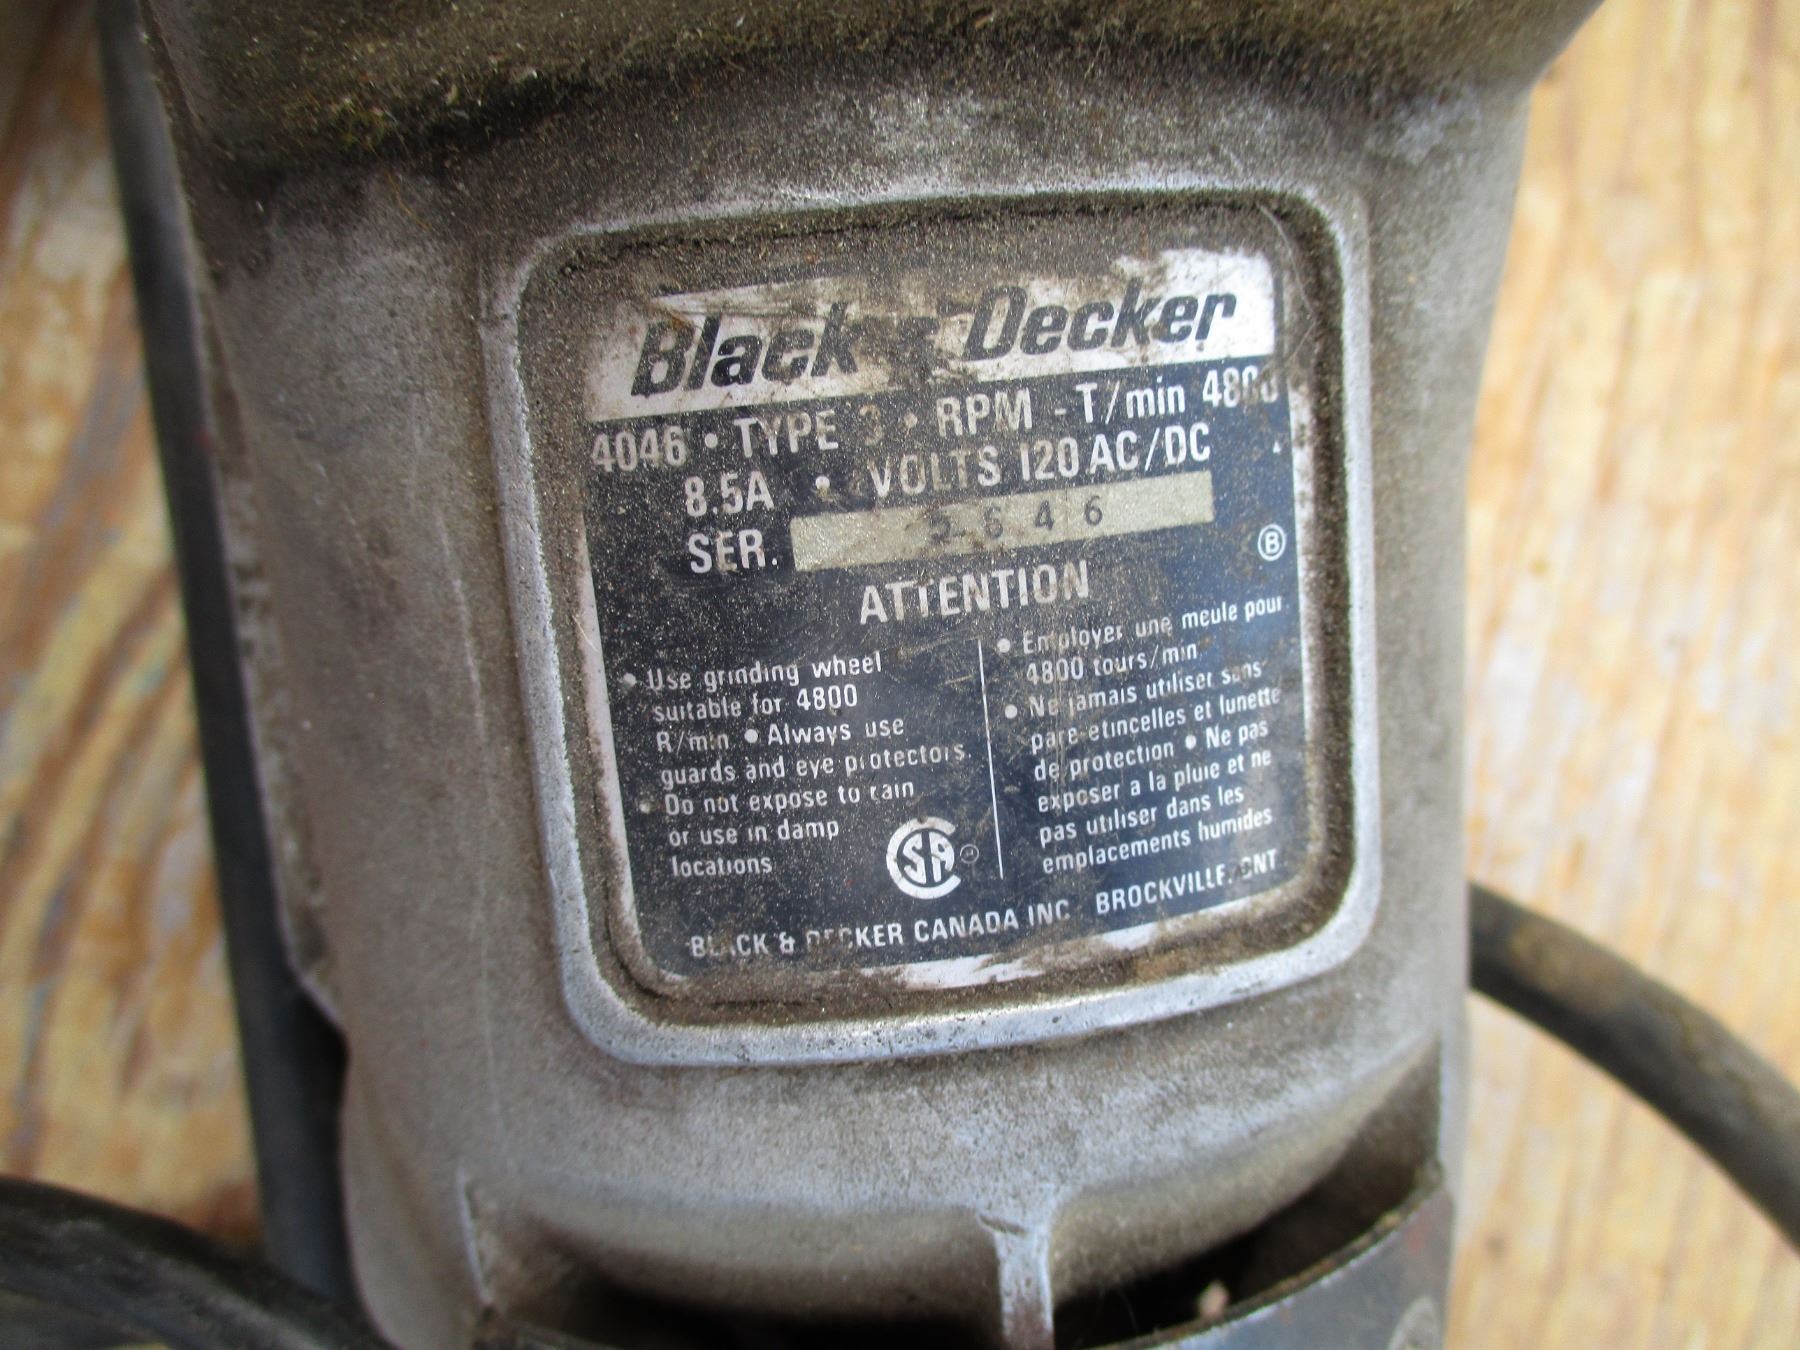 Black & Decker
4046 • TYPE 3 • RPM - T/min 4800
8.5A • VOLTS 120 AC/DC
SER. 5646
B
ATTENTION
• Use grinding wheel
suitable for 4800
R/min • Always use
guards and eye protectors.
• Do not expose to rain
or use in damp
locations
• Employer une meule pour
4800 tours/min
• Ne jamais utiliser sans
pare-etincelles et lunette
de protection • Ne pas
exposer a la pluie et ne
pas utiliser dans les
emplacements humides
CSA
BLACK & DECKER CANADA INC BROCKVILLE, ONT